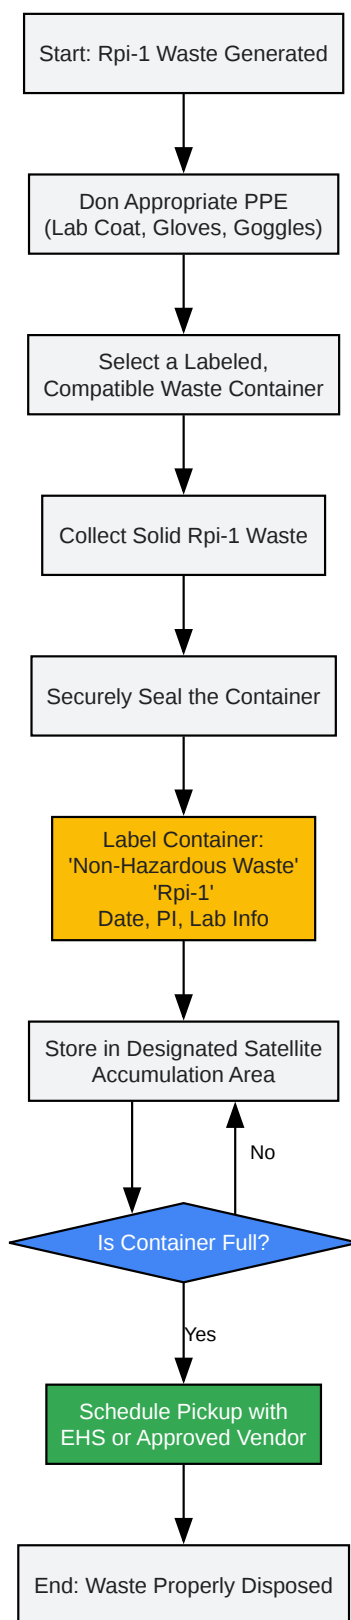 Start: Rpi-1 Waste Generated
Don Appropriate PPE
(Lab Coat, Gloves, Goggles)
Select a Labeled,
Compatible Waste Container
Collect Solid Rpi-1 Waste
Securely Seal the Container
Label Container:
'Non-Hazardous Waste'
'Rpi-1'
Date, PI, Lab Info
Store in Designated Satellite
Accumulation Area
No
Is Container Full?
Yes
Schedule Pickup with
EHS or Approved Vendor
End: Waste Properly Disposed